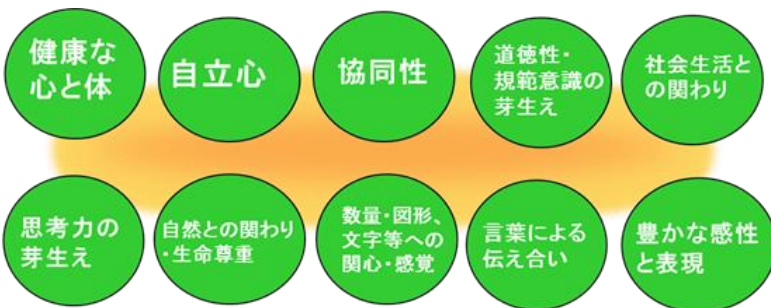 健康な
心と体
自立心
協同性
道徳性・
規範意識の
芽生え
社会生活と
の関わり
思考力の
芽生え
自然との関わり
・生命尊重
数量・図形、
文字等への
関心・感覚
言葉による
伝え合い
豊かな感性
と表現